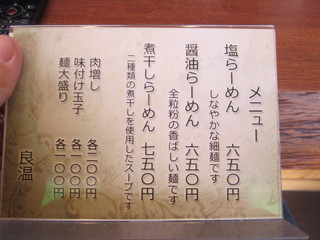 メニュー
塩らーめん 六五〇円
しなやかな細麺です
醤油らーめん 六五〇円
全粒粉の香ばしい麺です
煮干しらーめん 七五〇円
二種類の煮干しを使用したスープです
肉増し 各二〇〇円
味付け玉子 各一〇〇円
麺大盛り 各一〇〇円
良温